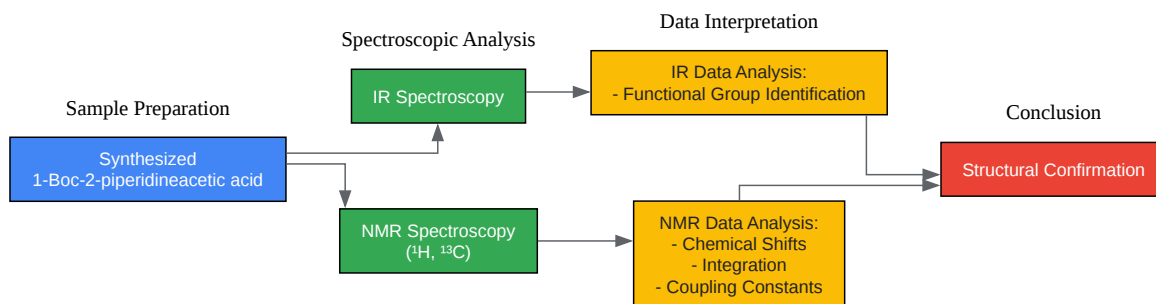 Sample Preparation
Synthesized
1-Boc-2-piperidineacetic acid
Spectroscopic Analysis
IR Spectroscopy
NMR Spectroscopy
(¹H, ¹³C)
Data Interpretation
IR Data Analysis:
- Functional Group Identification
NMR Data Analysis:
- Chemical Shifts
- Integration
- Coupling Constants
Conclusion
Structural Confirmation